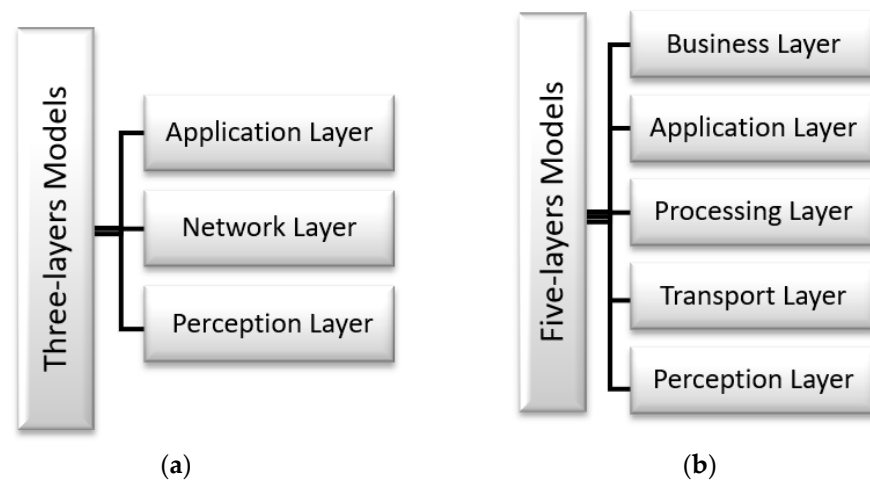 Three-layers Models
Application Layer
Network Layer
Perception Layer
(a)
Five-layers Models
Business Layer
Application Layer
Processing Layer
Transport Layer
Perception Layer
(b)